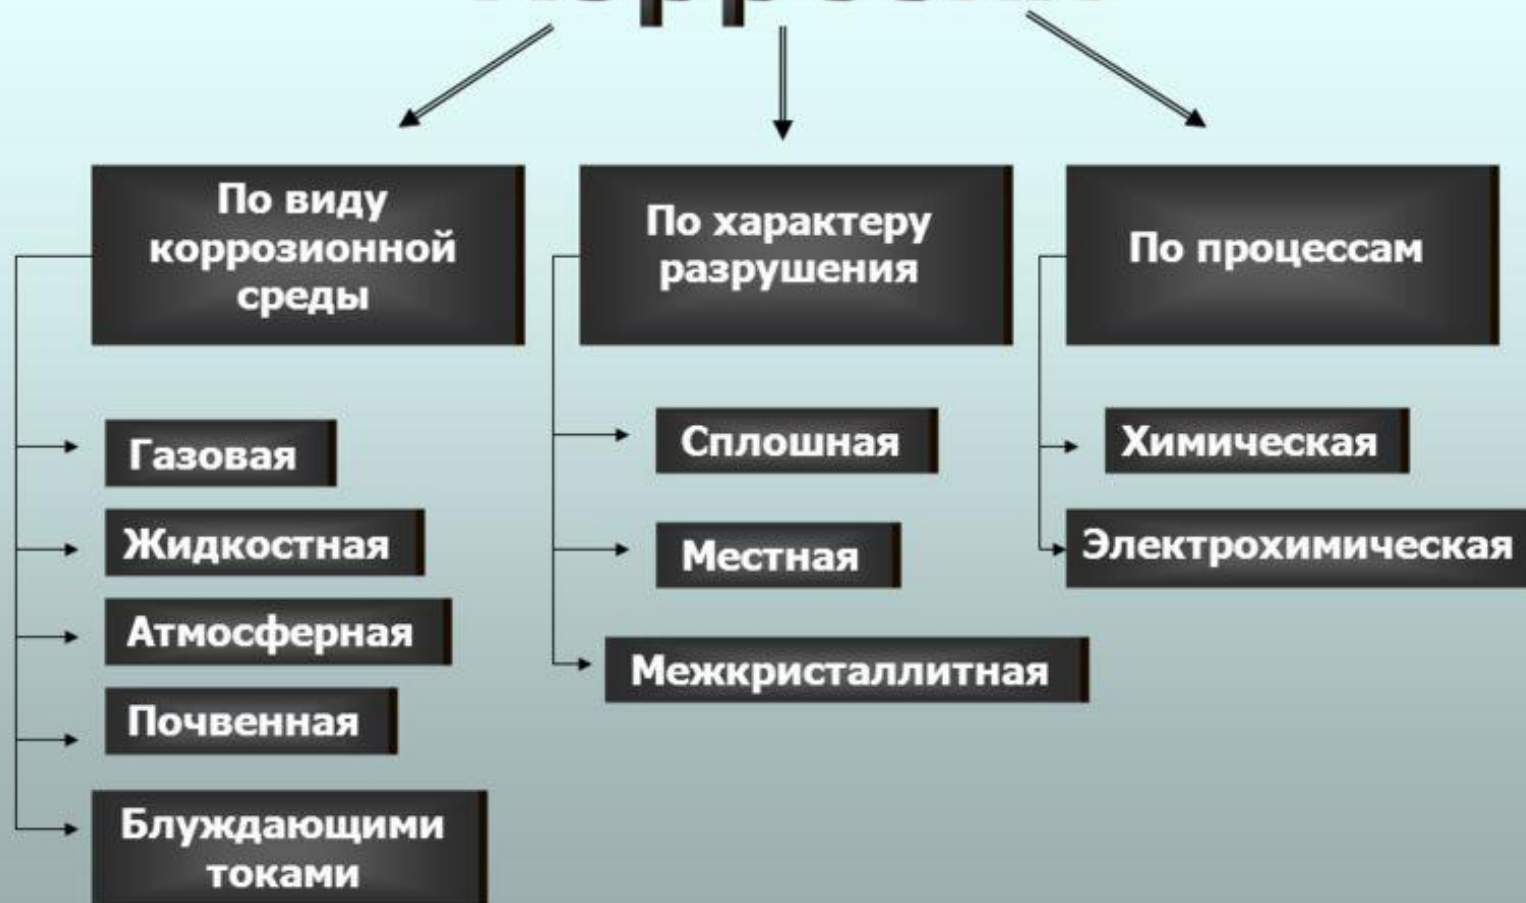 По виду
коррозионной
среды
Газовая
Жидкостная
Атмосферная
Почвенная
Блуждающими
токами
По характеру
разрушения
Сплошная
Местная
Межкристаллитная
По процессам
Химическая
Электрохимическая